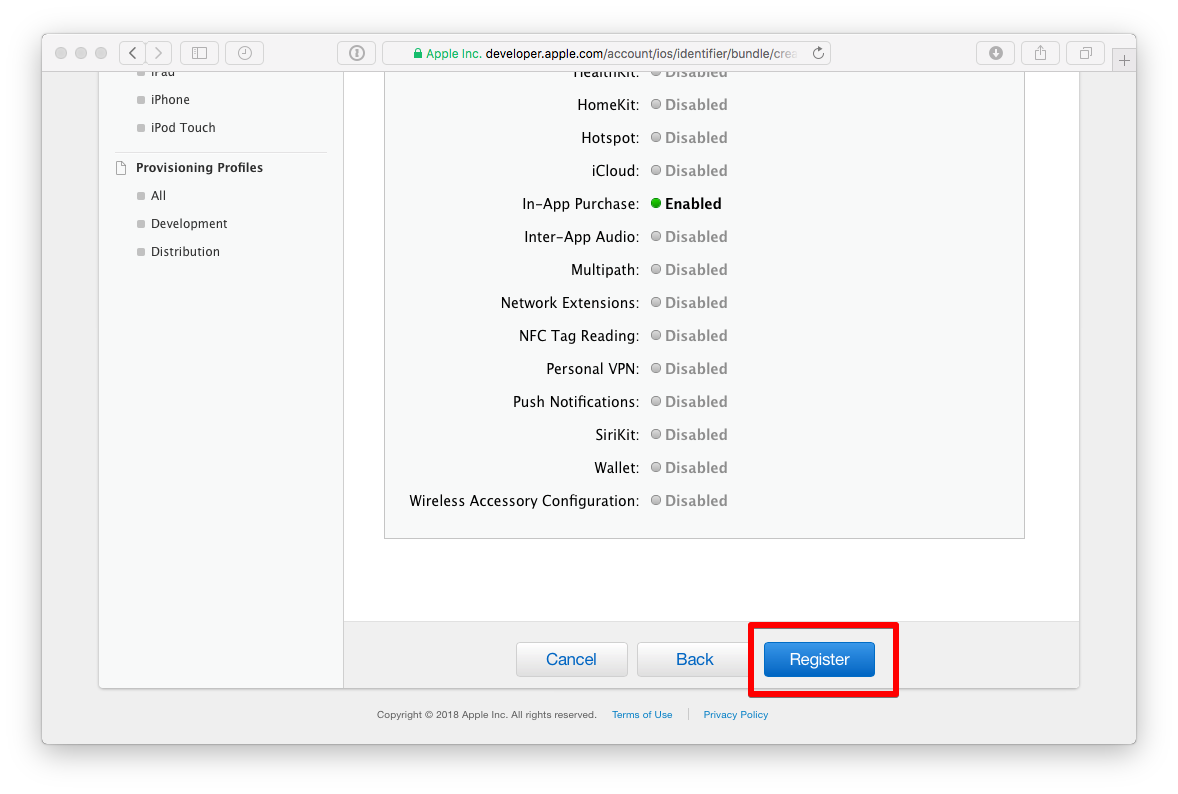 Apple Inc. developer.apple.com/account/ios/identifier/bundle/crea
iPad
iPhone
iPod Touch
Provisioning Profiles
All
Development
Distribution
HealthKit: Disabled
HomeKit: Disabled
Hotspot: Disabled
iCloud: Disabled
In-App Purchase: Enabled
Inter-App Audio: Disabled
Multipath: Disabled
Network Extensions: Disabled
NFC Tag Reading: Disabled
Personal VPN: Disabled
Push Notifications: Disabled
SiriKit: Disabled
Wallet: Disabled
Wireless Accessory Configuration: Disabled
Cancel Back Register
Copyright © 2018 Apple Inc. All rights reserved. Terms of Use Privacy Policy